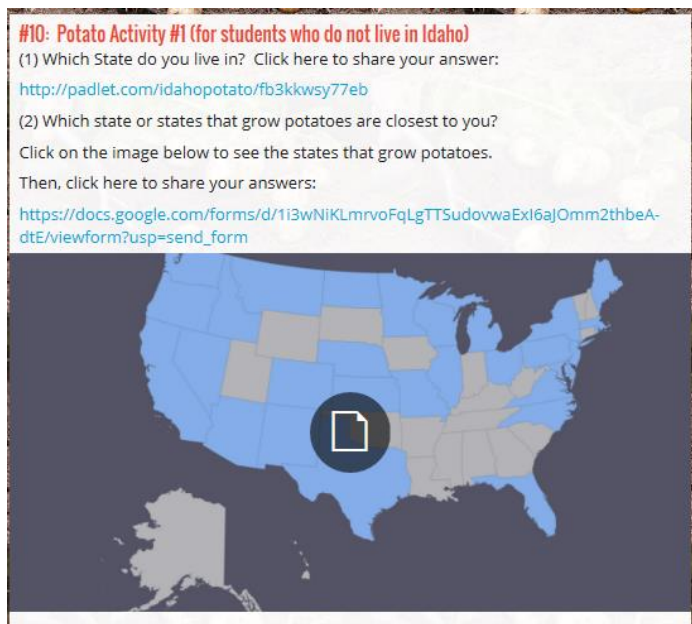 #10: Potato Activity #1 (for students who do not live in Idaho)
(1) Which State do you live in? Click here to share your answer:
http://padlet.com/idahopotato/fb3kkwsy77eb
(2) Which state or states that grow potatoes are closest to you?
Click on the image below to see the states that grow potatoes.
Then, click here to share your answers:
https://docs.google.com/forms/d/1i3wNiKLmrvoFqLgTTSudovwaExI6aJOmm2thbeA-
dtE/viewform?usp=send_form